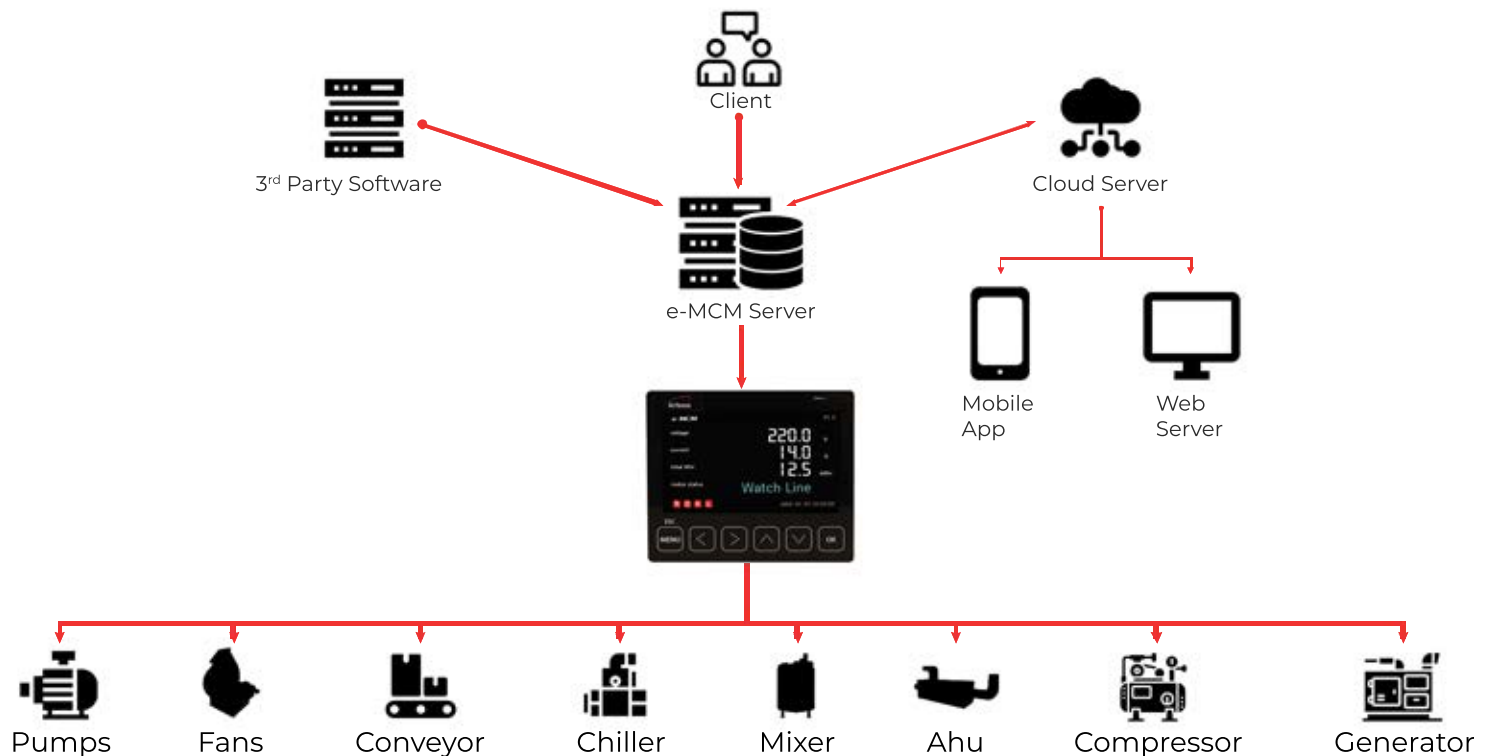 Client
3rd Party Software
Cloud Server
e-MCM Server
Mobile
App
Web
Server
220.0
14.0
12.5
Watch Line
MENU
OK
Pumps
Fans
Conveyor
Chiller
Mixer
Ahu
Compressor
Generator